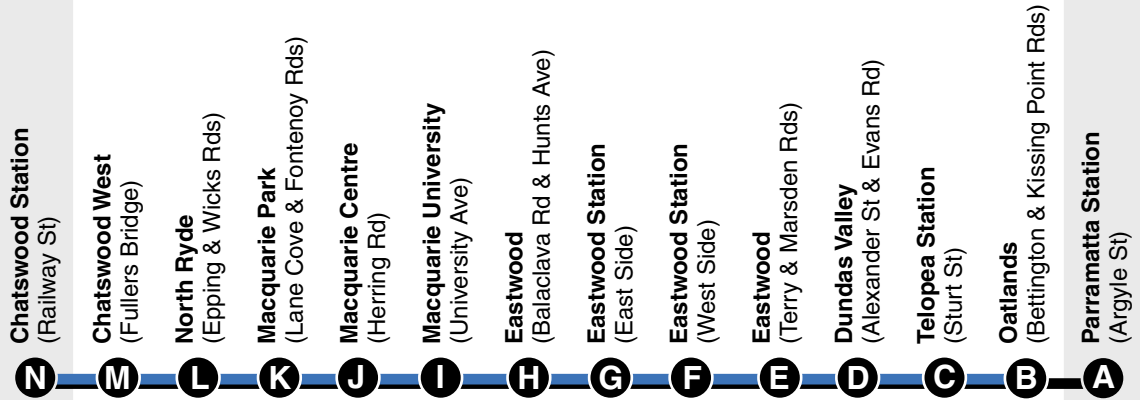 Chatswood Station
(Railway St)
Chatswood West
(Fullers Bridge)
North Ryde
(Epping & Wicks Rds)
Macquarie Park
(Lane Cove & Fontenoy Rds)
Macquarie Centre
(Herring Rd)
Macquarie University
(University Ave)
Eastwood
(Balaclava Rd & Hunts Ave)
Eastwood Station
(East Side)
Eastwood Station
(West Side)
Eastwood
(Terry & Marsden Rds)
Dundas Valley
(Alexander St & Evans Rd)
Telopea Station
(Sturt St)
Oatlands
(Bettington & Kissing Point Rds)
Parramatta Station
(Argyle St)
N M L K J I H G F E D C B A